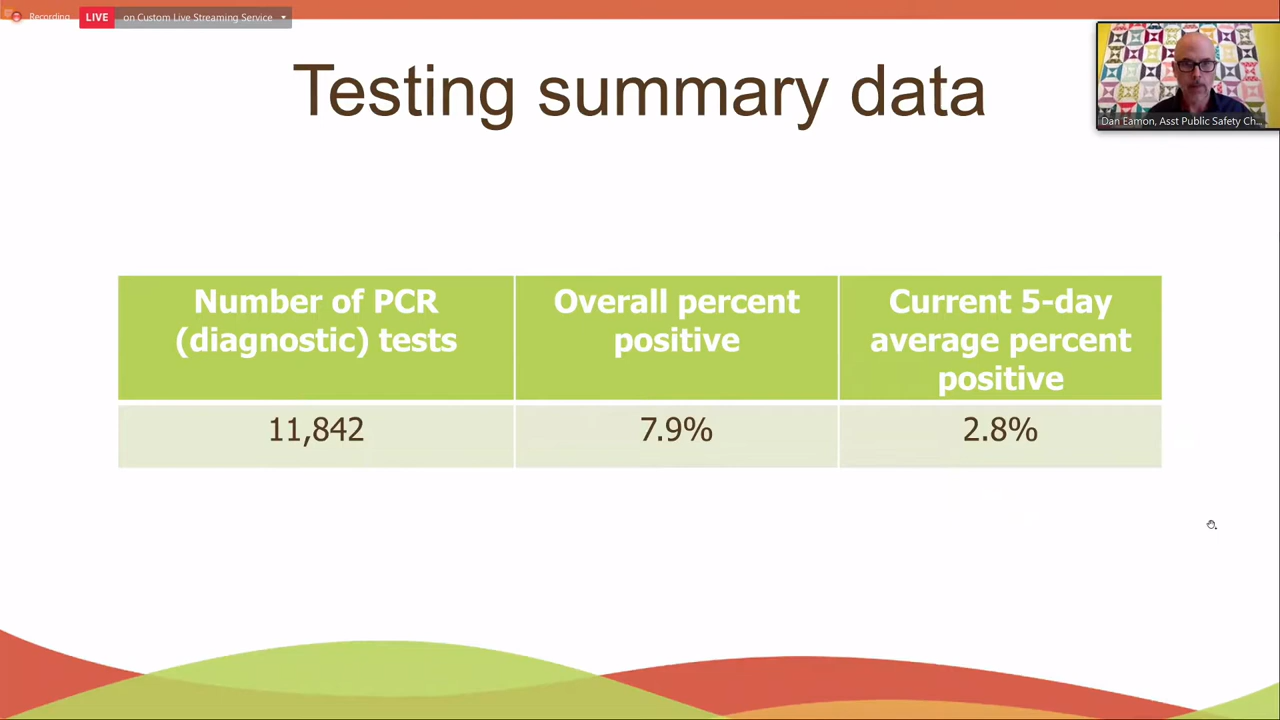 Recording
LIVE on Custom Live Streaming Service
Testing summary data
Dan Eamon, Asst Public Safety Ch...
Number of PCR
(diagnostic) tests
Overall percent
positive
Current 5-day
average percent
positive
11,842
7.9%
2.8%